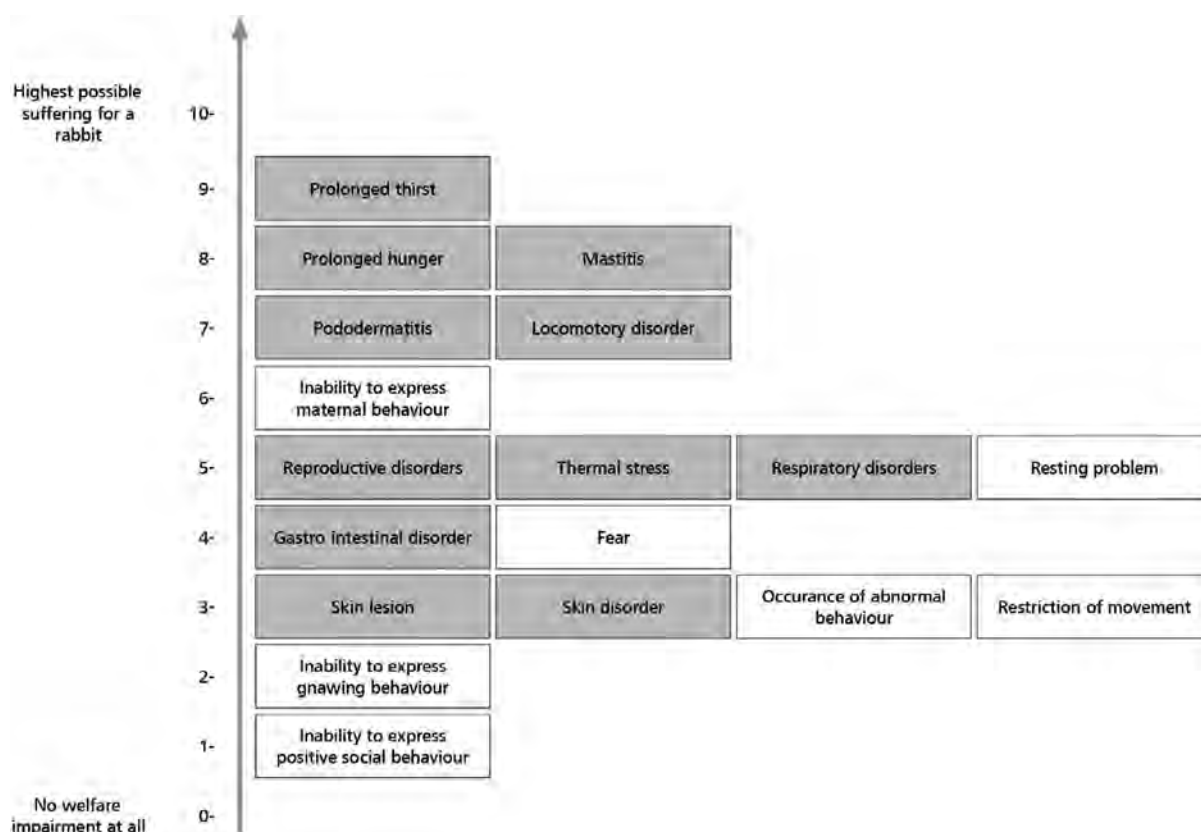 Highest possible
suffering for a
rabbit
10-
9-
Prolonged thirst
8-
Prolonged hunger
Mastitis
7-
Pododermatitis
Locomotory disorder
6-
Inability to express
maternal behaviour
5-
Reproductive disorders
Thermal stress
Respiratory disorders
Resting problem
4-
Gastro intestinal disorder
Fear
3-
Skin lesion
Skin disorder
Occurance of abnormal
behaviour
Restriction of movement
2-
Inability to express
gnawing behaviour
1-
Inability to express
positive social behaviour
0-
No welfare
impairment at all